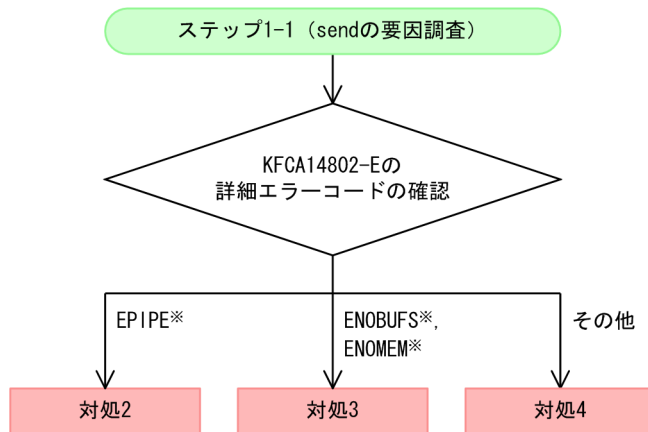 ステップ1-1（sendの要因調査）
KFCA14802-Eの
詳細エラーコードの確認
EPIPE※
ENOBUFS※,
ENOMEM※
その他
対処2
対処3
対処4